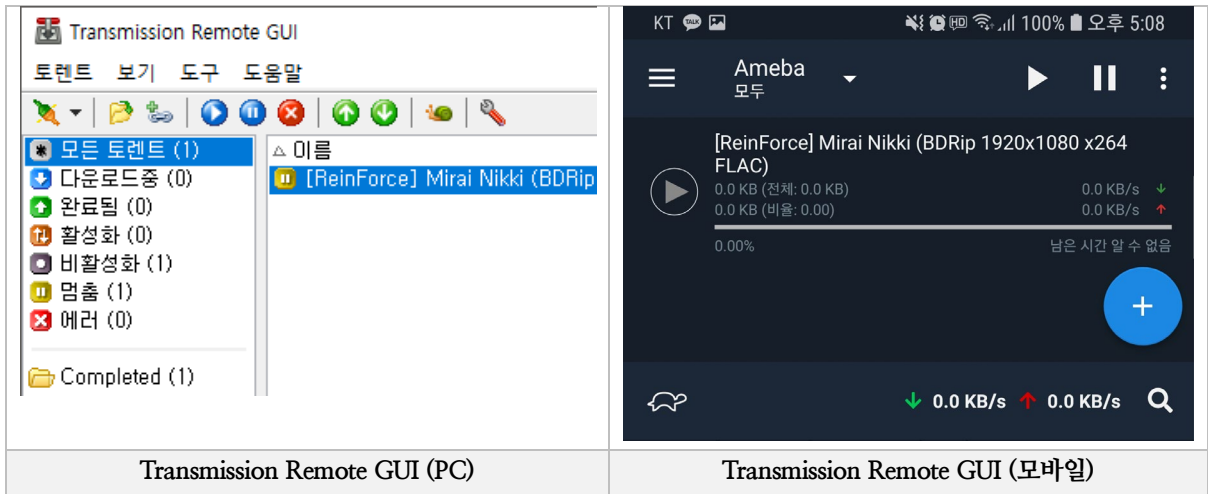 Transmission Remote GUI
토렌트 보기 도구 도움말
모든 토렌트 (1)
다운로드중 (0)
완료됨 (0)
활성화 (0)
비활성화 (1)
멈춤 (1)
에러 (0)
Completed (1)
이름
[ReinForce] Mirai Nikki (BDRip
KT TALK HD 100% 오후 5:08
Ameba
모두
[ReinForce] Mirai Nikki (BDRip 1920x1080 x264
FLAC)
0.0 KB (전체: 0.0 KB) 0.0 KB/s
0.0 KB (비율: 0.00) 0.0 KB/s
0.00% 남은 시간 알 수 없음
0.0 KB/s 0.0 KB/s
Transmission Remote GUI (PC)
Transmission Remote GUI (모바일)